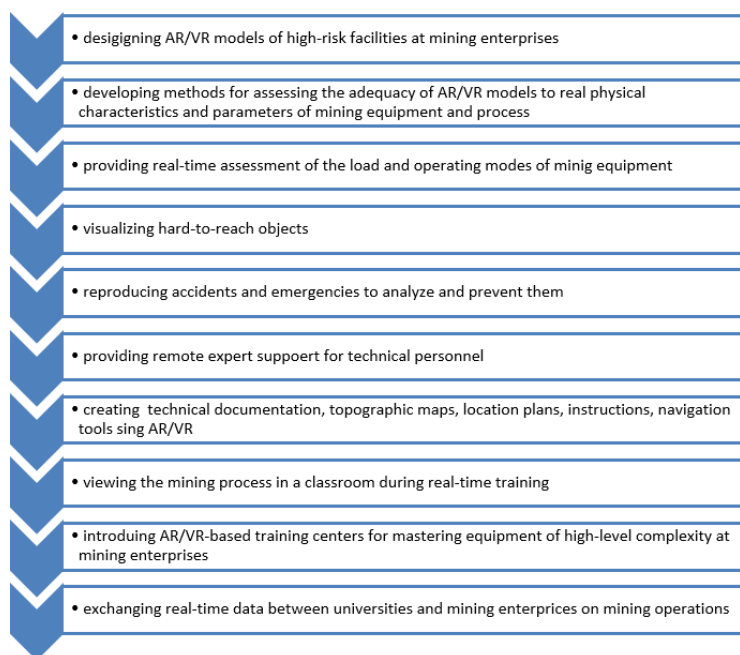 • desigigning AR/VR models of high-risk facilities at mining enterprises
• developing methods for assessing the adequacy of AR/VR models to real physical
characteristics and parameters of mining equipment and process
• providing real-time assessment of the load and operating modes of minig equipment
• visualizing hard-to-reach objects
• reproducing accidents and emergencies to analyze and prevent them
• providing remote expert suppoert for technical personnel
• creating technical documentation, topographic maps, location plans, instructions, navigation
tools sing AR/VR
• viewing the mining process in a classroom during real-time training
• introduing AR/VR-based training centers for mastering equipment of high-level complexity at
mining enterprises
• exchanging real-time data between universities and mining enterprices on mining operations